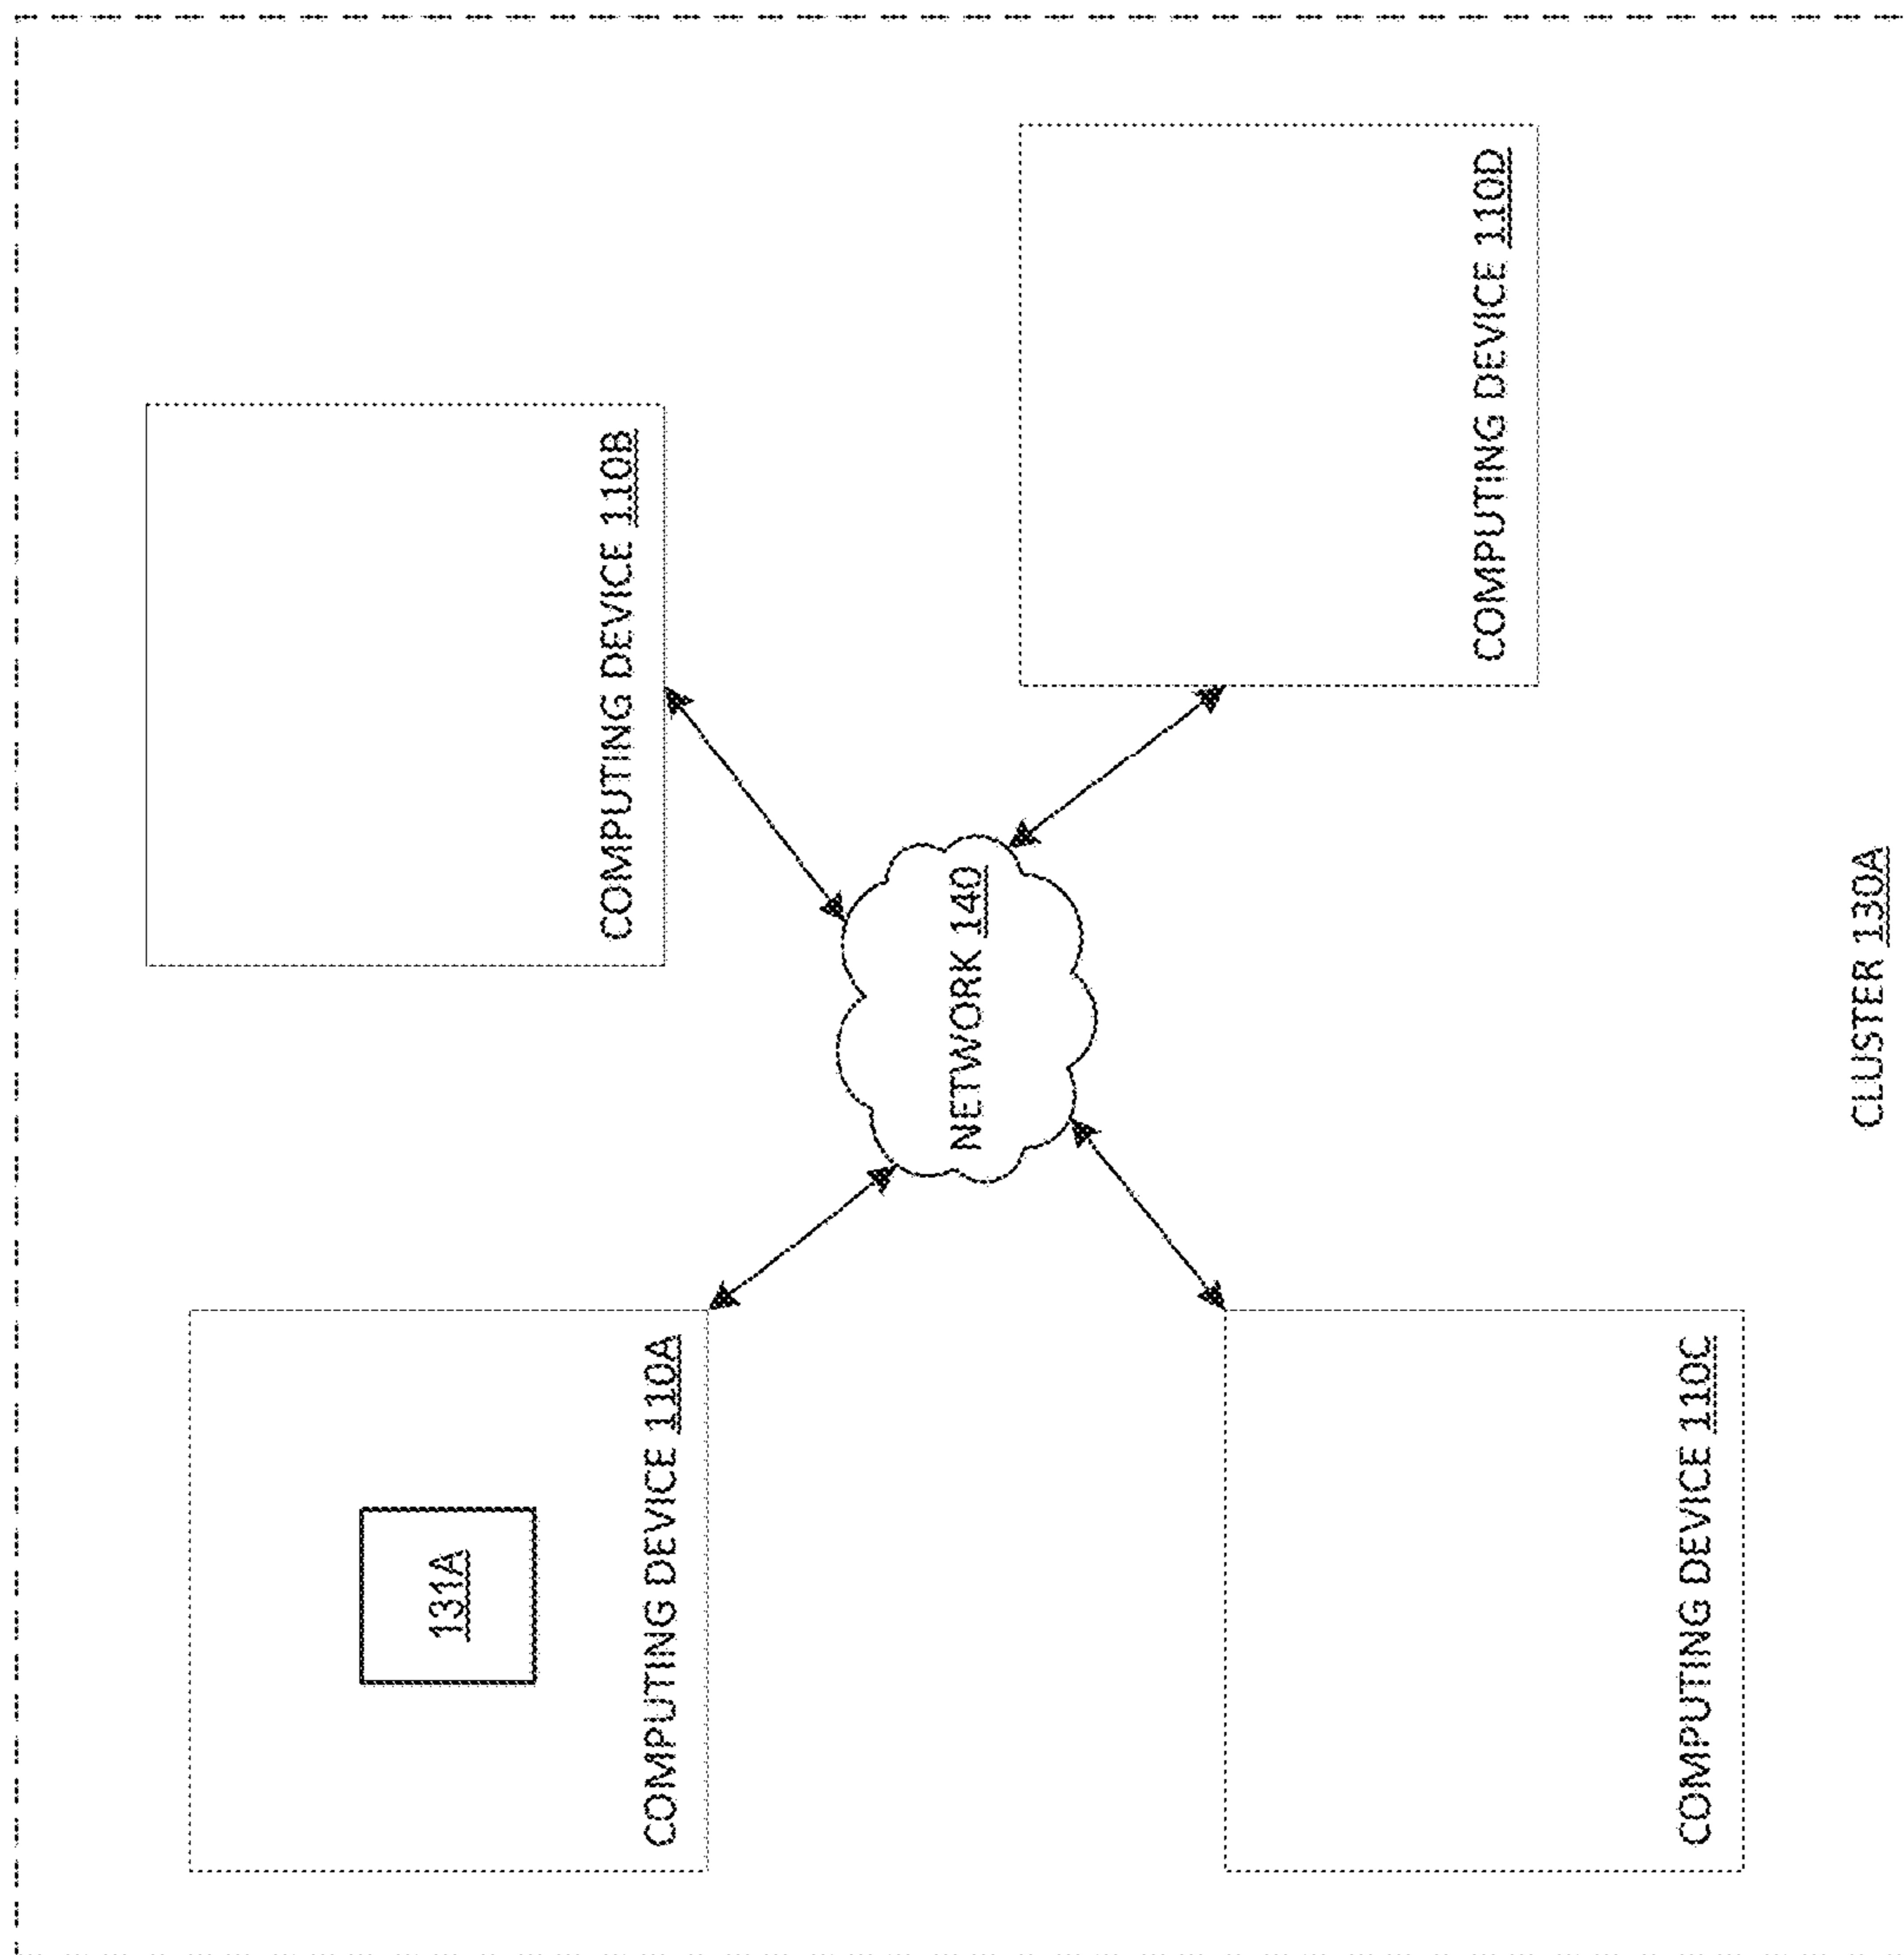 131A
COMPUTING DEVICE 110A
COMPUTING DEVICE 110B
NETWORK 140
COMPUTING DEVICE 110C
COMPUTING DEVICE 110D
CLUSTER 130A